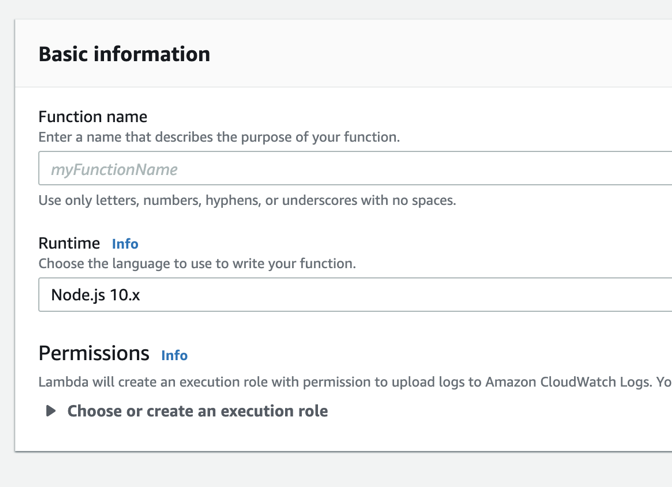 Basic information
Function name
Enter a name that describes the purpose of your function.
myFunctionName
Use only letters, numbers, hyphens, or underscores with no spaces.
Runtime Info
Choose the language to use to write your function.
Node.js 10.x
Permissions Info
Lambda will create an execution role with permission to upload logs to Amazon CloudWatch Logs. Yo
Choose or create an execution role